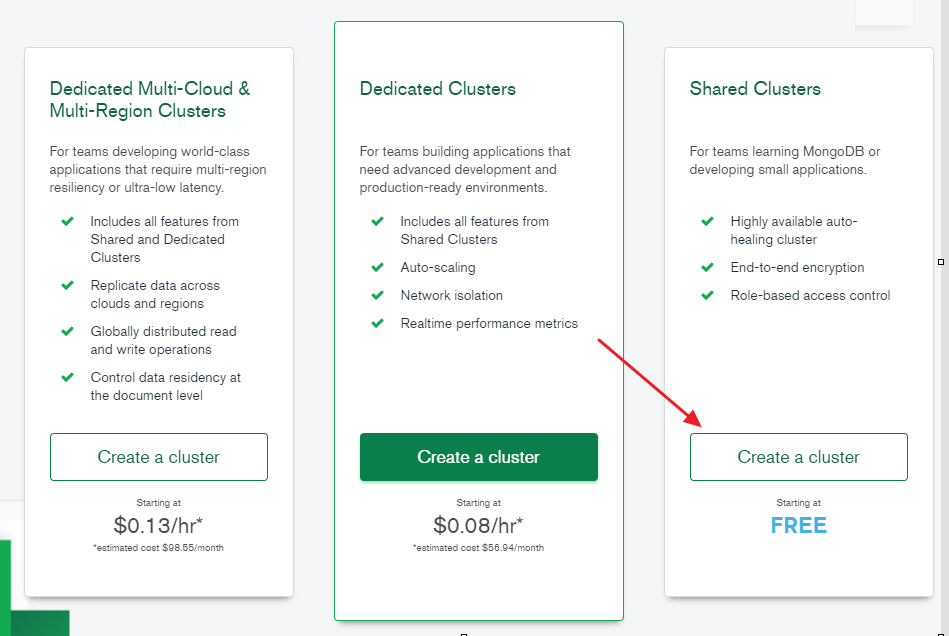 Dedicated Multi-Cloud &
Multi-Region Clusters
For teams developing world-class
applications that require multi-region
resiliency or ultra-low latency.
Includes all features from
Shared and Dedicated
Clusters
Replicate data across
clouds and regions
Globally distributed read
and write operations
Control data residency at
the document level
Create a cluster
Starting at
$0.13/hr*
*estimated cost $98.55/month
Dedicated Clusters
For teams building applications that
need advanced development and
production-ready environments.
Includes all features from
Shared Clusters
Auto-scaling
Network isolation
Realtime performance metrics
Create a cluster
Starting at
$0.08/hr*
*estimated cost $56.94/month
Shared Clusters
For teams learning MongoDB or
developing small applications.
Highly available auto-
healing cluster
End-to-end encryption
Role-based access control
Create a cluster
Starting at
FREE